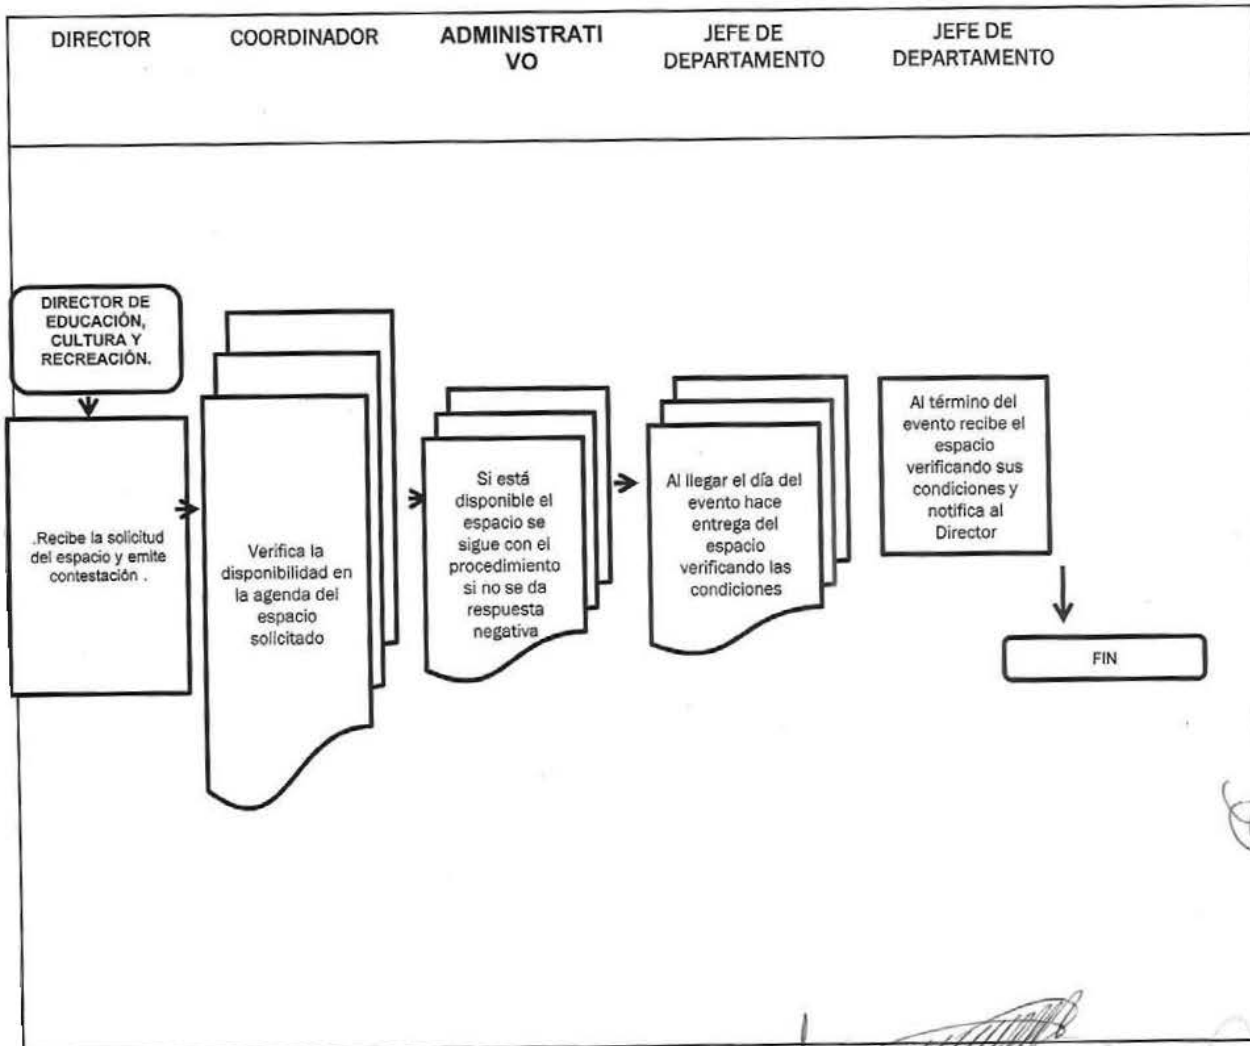 DIRECTOR
COORDINADOR
ADMINISTRATI
VO
JEFE DE
DEPARTAMENTO
JEFE DE
DEPARTAMENTO
DIRECTOR DE
EDUCACIÓN,
CULTURA Y
RECREACIÓN.
.Recibe la solicitud
del espacio y emite
contestación .
Verifica la
disponibilidad en
la agenda del
espacio
solicitado
Si está
disponible el
espacio se
sigue con el
procedimiento
si no se da
respuesta
negativa
Al llegar el día del
evento hace
entrega del
espacio
verificando las
condiciones
Al término del
evento recibe el
espacio
verificando sus
condiciones y
notifica al
Director
FIN